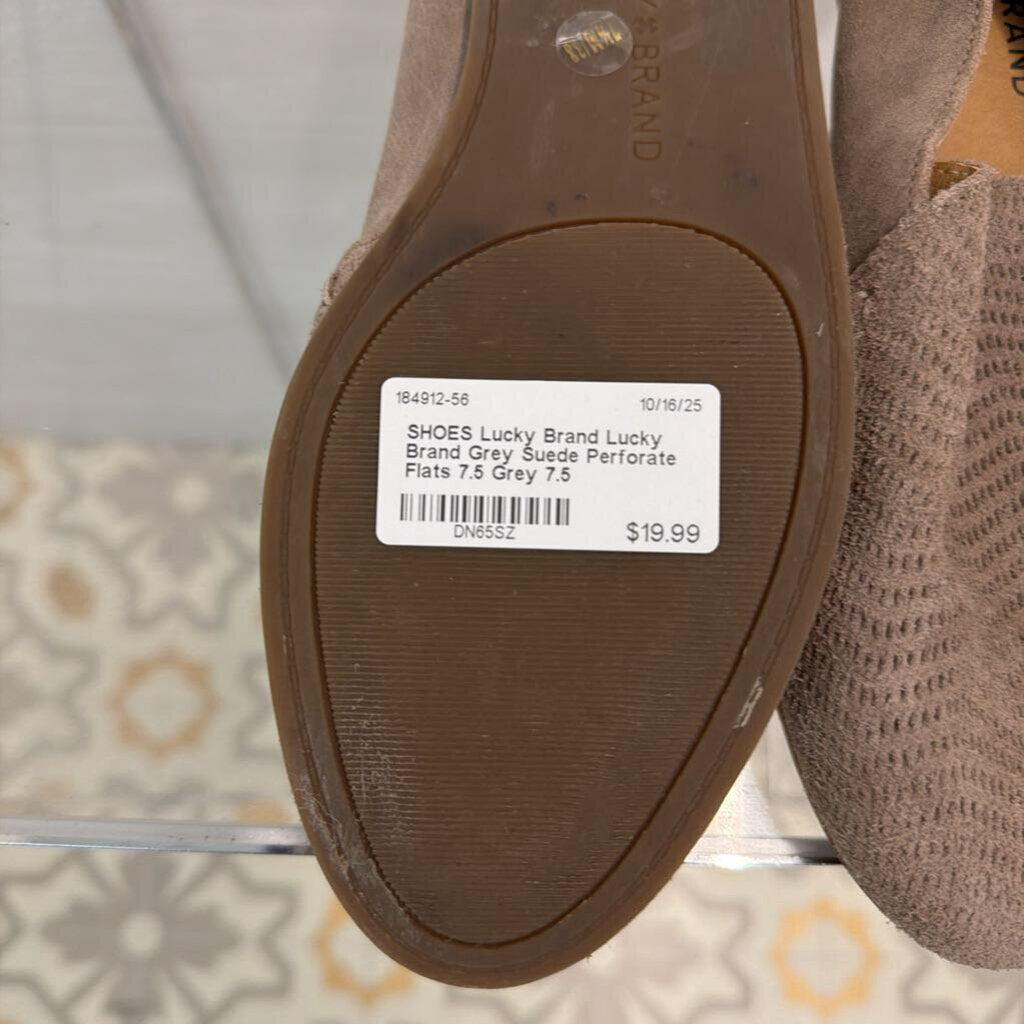 BRAND
RAND
184912-56
10/16/25
SHOES Lucky Brand Lucky
Brand Grey Suede Perforate
Flats 7.5 Grey 7.5
DN65SZ
$19.99